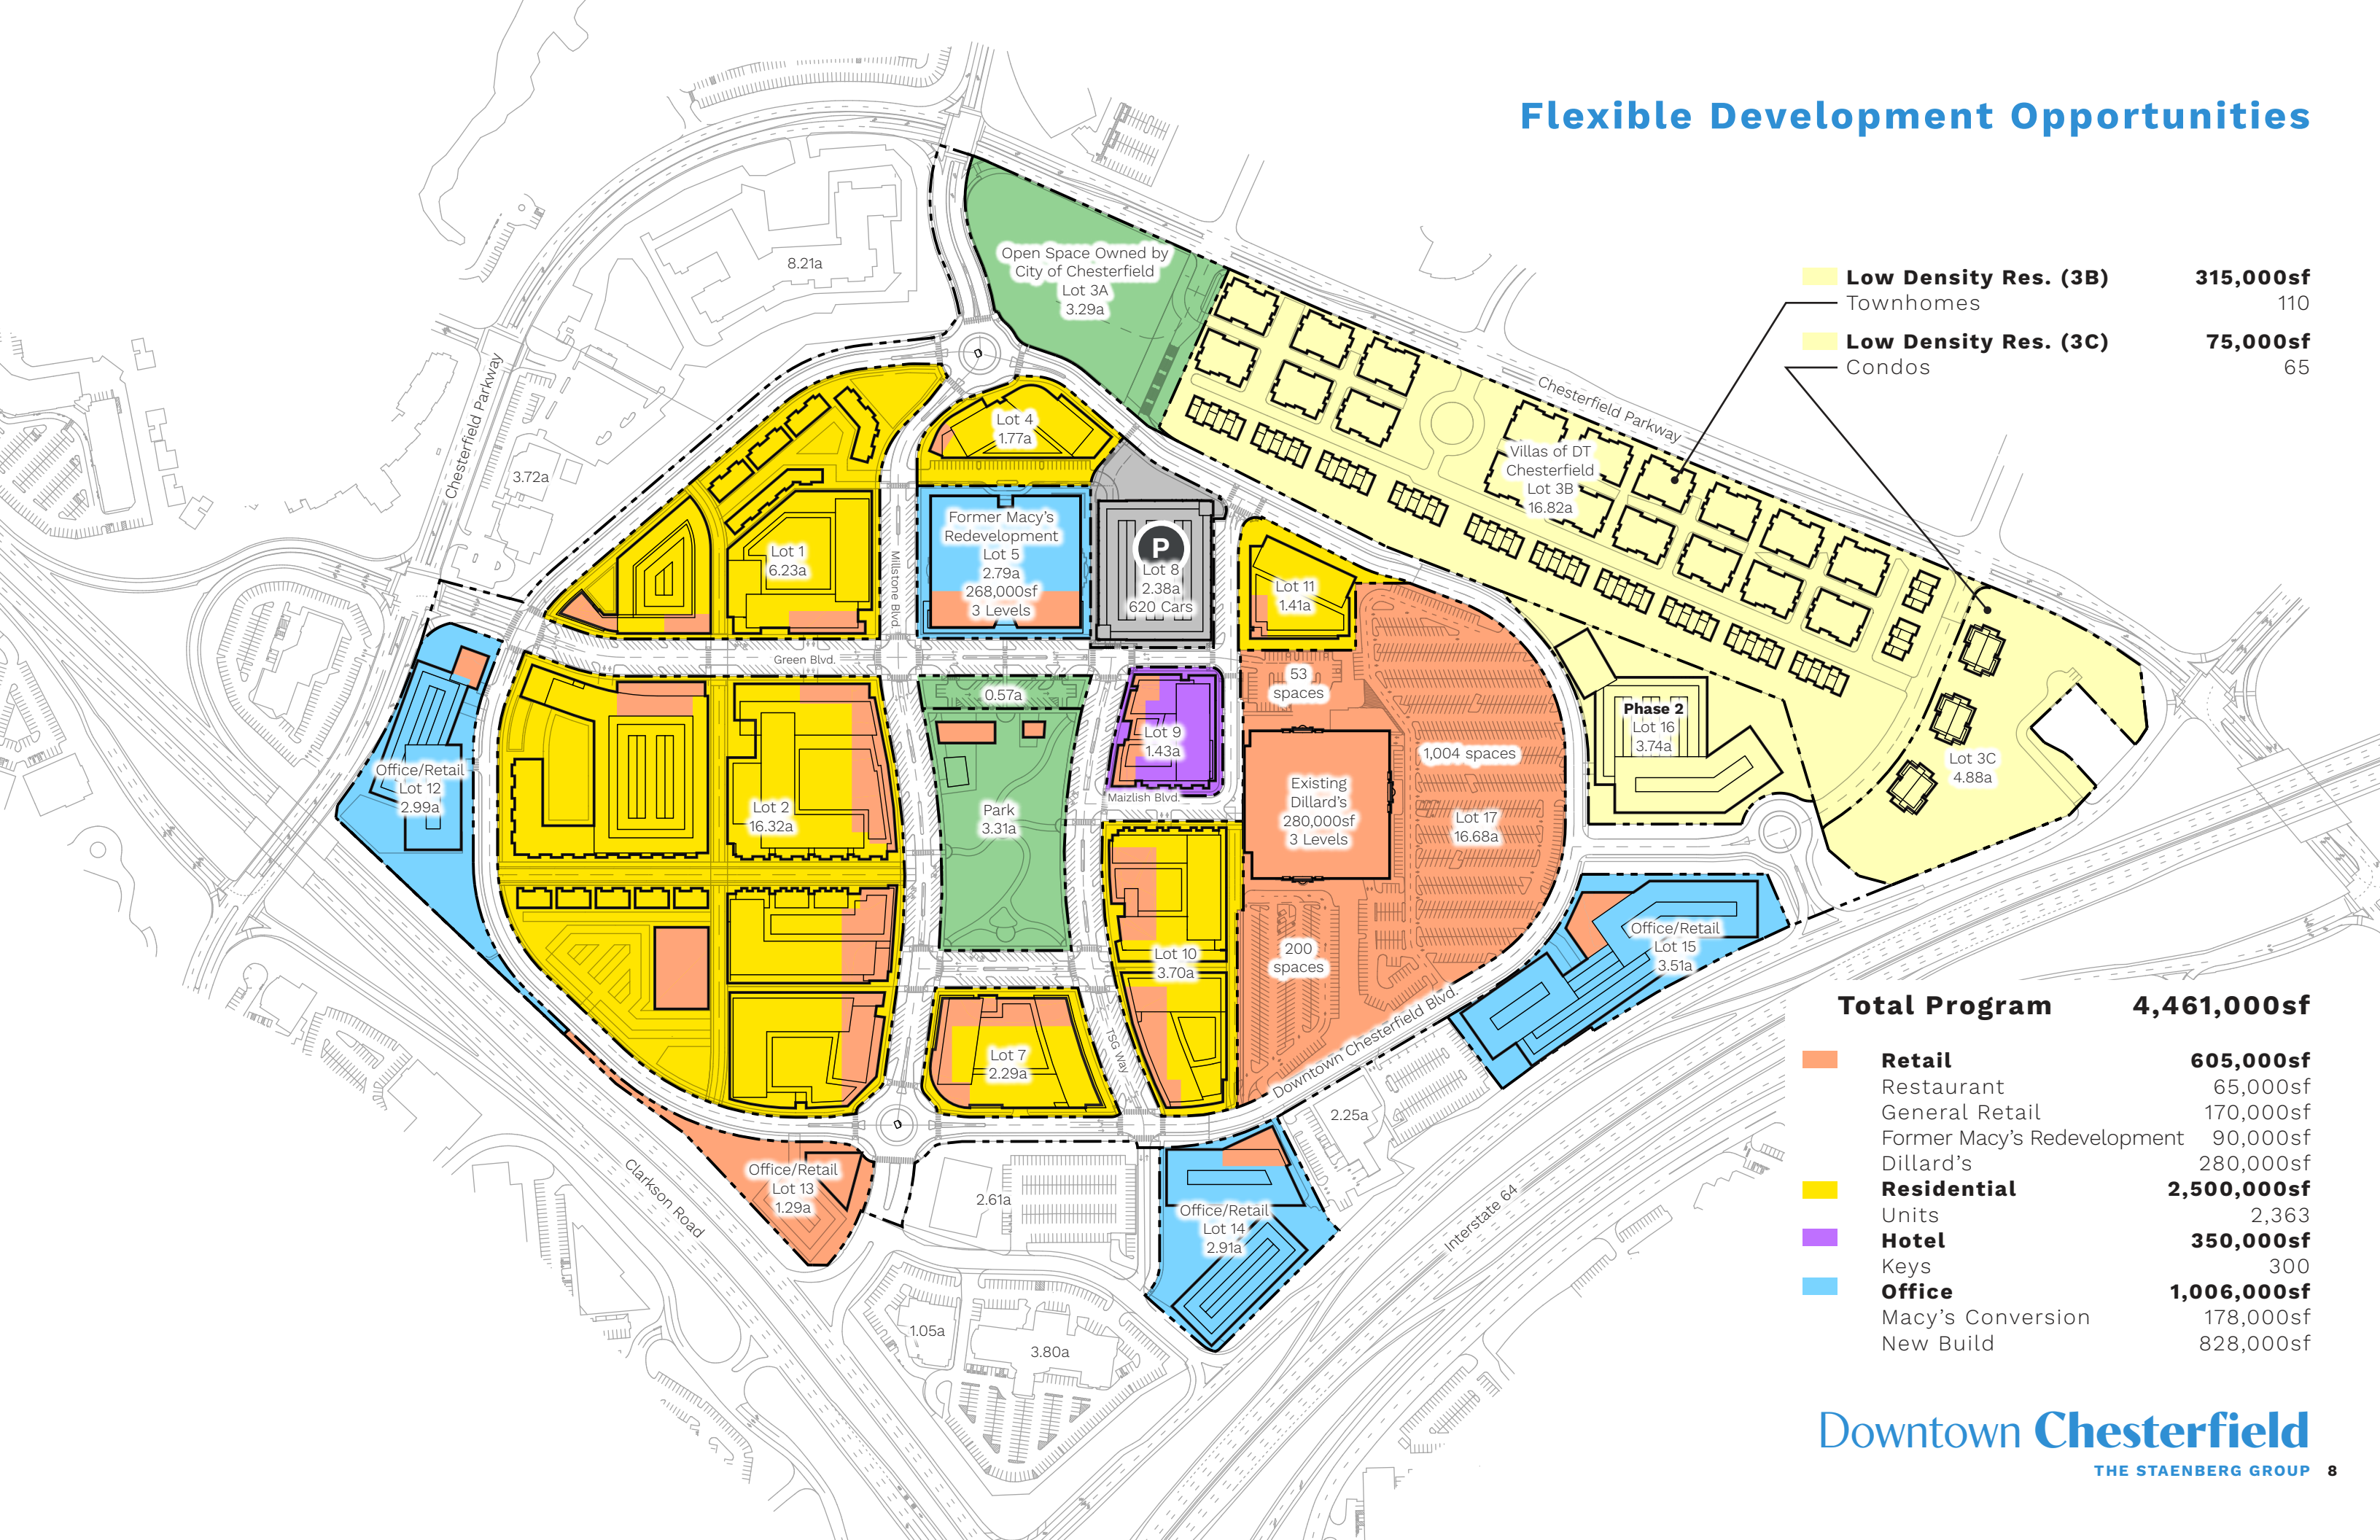 Flexible Development Opportunities
Low Density Res. (3B) 315,000sf
Townhomes 110
Low Density Res. (3C) 75,000sf
Condos 65
Open Space Owned by
City of Chesterfield
Lot 3A
3.29a
8.21a
Chesterfield Parkway
3.72a
Chesterfield Parkway
Villas of DT
Chesterfield
Lot 3B
16.82a
Lot 4
1.77a
Lot 1
6.23a
Millstone Blvd.
Former Macy's
Redevelopment
Lot 5
2.79a
268,000sf
3 Levels
P
Lot 8
2.38a
620 Cars
Lot 11
1.41a
Green Blvd.
0.57a
53
spaces
Lot 9
1.43a
Maizlish Blvd.
Park
3.31a
Existing
Dillard's
280,000sf
3 Levels
1,004 spaces
Lot 17
16.68a
Phase 2
Lot 16
3.74a
Lot 3C
4.88a
Office/Retail
Lot 12
2.99a
Lot 2
16.32a
Lot 10
3.70a
200
spaces
Office/Retail
Lot 15
3.51a
Lot 7
2.29a
TSG Way
Downtown Chesterfield Blvd.
D
D
2.25a
Office/Retail
Lot 13
1.29a
Clarkson Road
2.61a
Office/Retail
Lot 14
2.91a
Interstate 64
1.05a
3.80a
Total Program 4,461,000sf
Retail 605,000sf
Restaurant 65,000sf
General Retail 170,000sf
Former Macy's Redevelopment 90,000sf
Dillard's 280,000sf
Residential 2,500,000sf
Units 2,363
Hotel 350,000sf
Keys 300
Office 1,006,000sf
Macy's Conversion 178,000sf
New Build 828,000sf
Downtown Chesterfield
THE STAENBERG GROUP 8